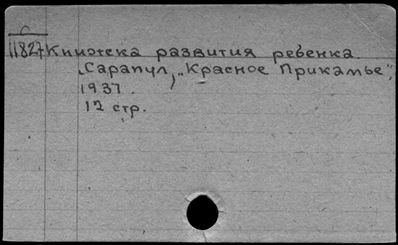 С
11827 Книжка развития ребенка
Сарапул, „Красное Прикамье",
1937.
12 стр.